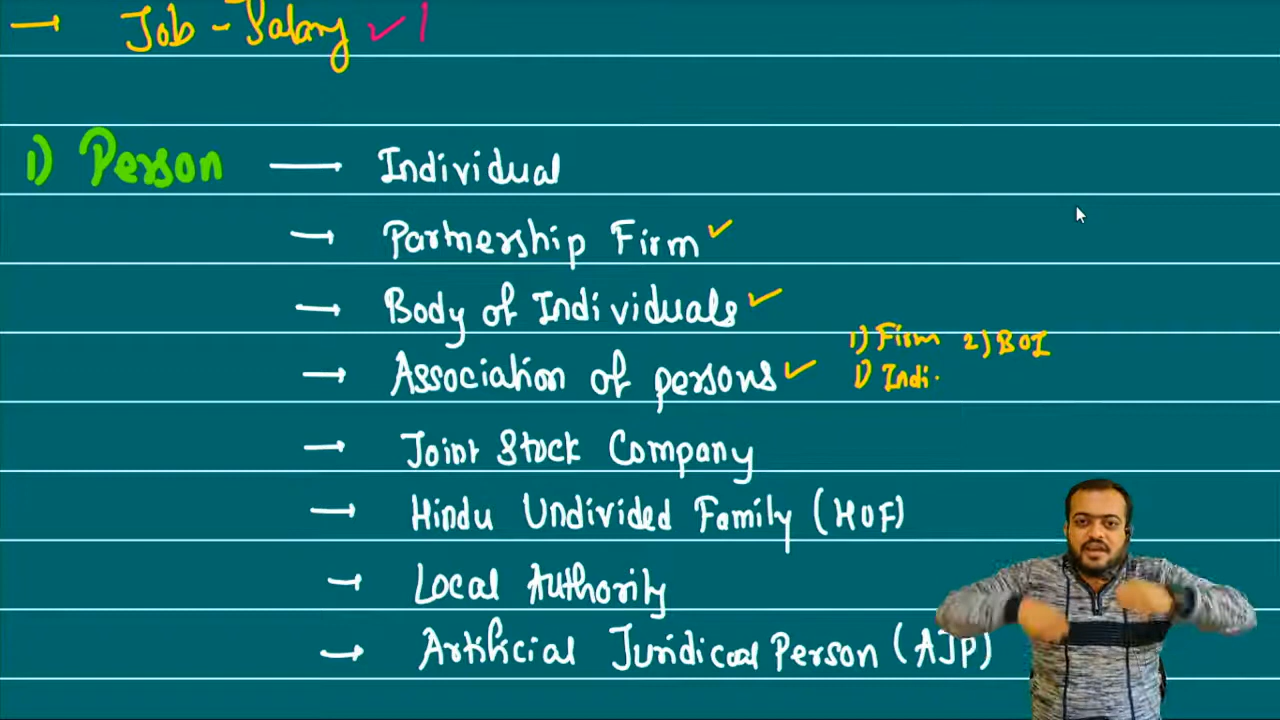 → Job - Salary ✓ 1
1) Person → Individual
→ Partnership Firm ✓
→ Body of Individuals ✓
1) Firm 2) BOI
→ Association of persons ✓ 1) Indi.
→ Joint Stock Company
→ Hindu Undivided Family (HUF)
→ Local Authority
→ Artificial Juridical Person (AJP)